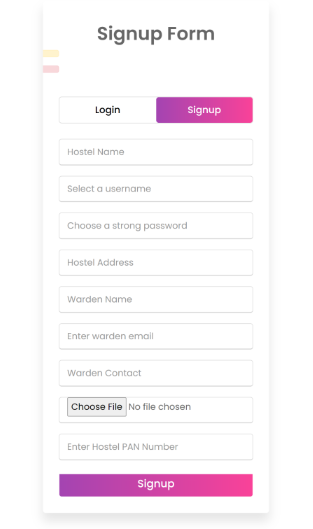 Signup Form
Login
Signup
Hostel Name
Select a username
Choose a strong password
Hostel Address
Warden Name
Enter warden email
Warden Contact
Choose File No file chosen
Enter Hostel PAN Number
Signup